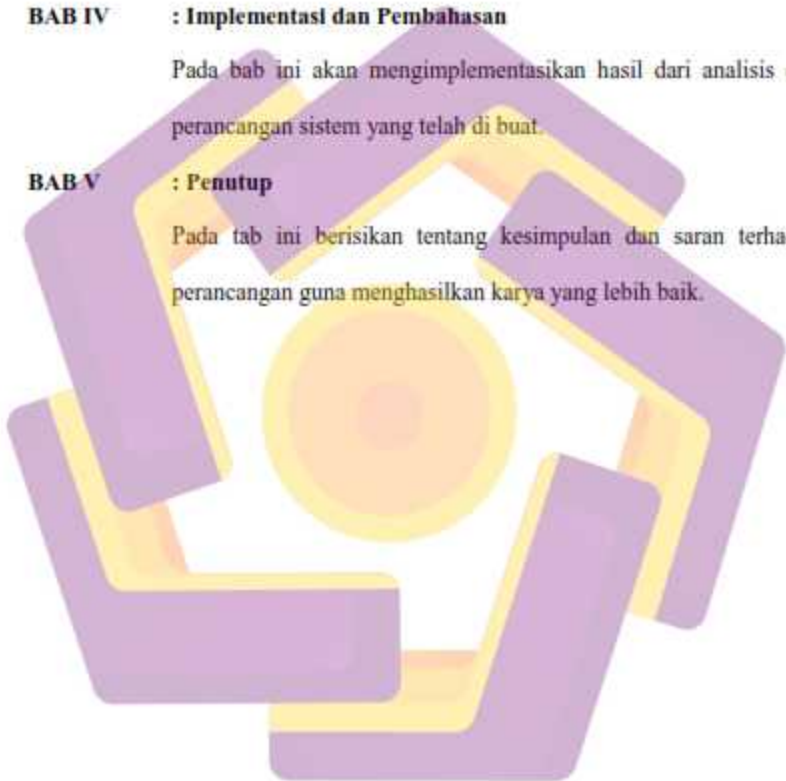 BAB IV : Implementasi dan Pembahasan
Pada bab ini akan mengimplementasikan hasil dari analisis
perancangan sistem yang telah di buat.
BAB V : Penutup
Pada tab ini berisikan tentang kesimpulan dan saran terha
perancangan guna menghasilkan karya yang lebih baik.